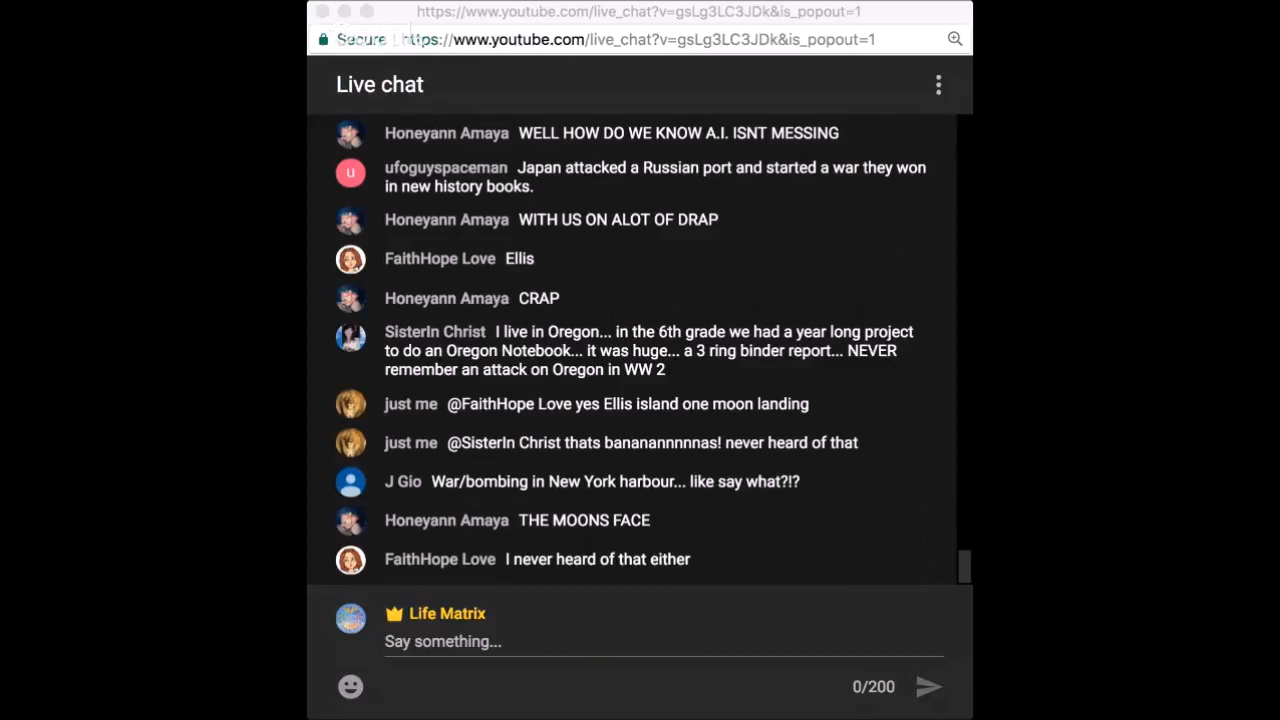 https://www.youtube.com/live_chat?v=gsLg3LC3JDk&is_popout=1
Secure https://www.youtube.com/live_chat?v=gsLg3LC3JDk&is_popout=1
Live chat
Honeyann Amaya WELL HOW DO WE KNOW A.I. ISNT MESSING
u
ufoguyspaceman Japan attacked a Russian port and started a war they won
in new history books.
Honeyann Amaya WITH US ON ALOT OF DRAP
FaithHope Love Ellis
Honeyann Amaya CRAP
SisterIn Christ I live in Oregon... in the 6th grade we had a year long project
to do an Oregon Notebook... it was huge... a 3 ring binder report... NEVER
remember an attack on Oregon in WW 2
just me @FaithHope Love yes Ellis island one moon landing
just me @SisterIn Christ thats banananннnas! never heard of that
J Gio War/bombing in New York harbour... like say what?!?
Honeyann Amaya THE MOONS FACE
FaithHope Love I never heard of that either
Life Matrix
Say something...
0/200